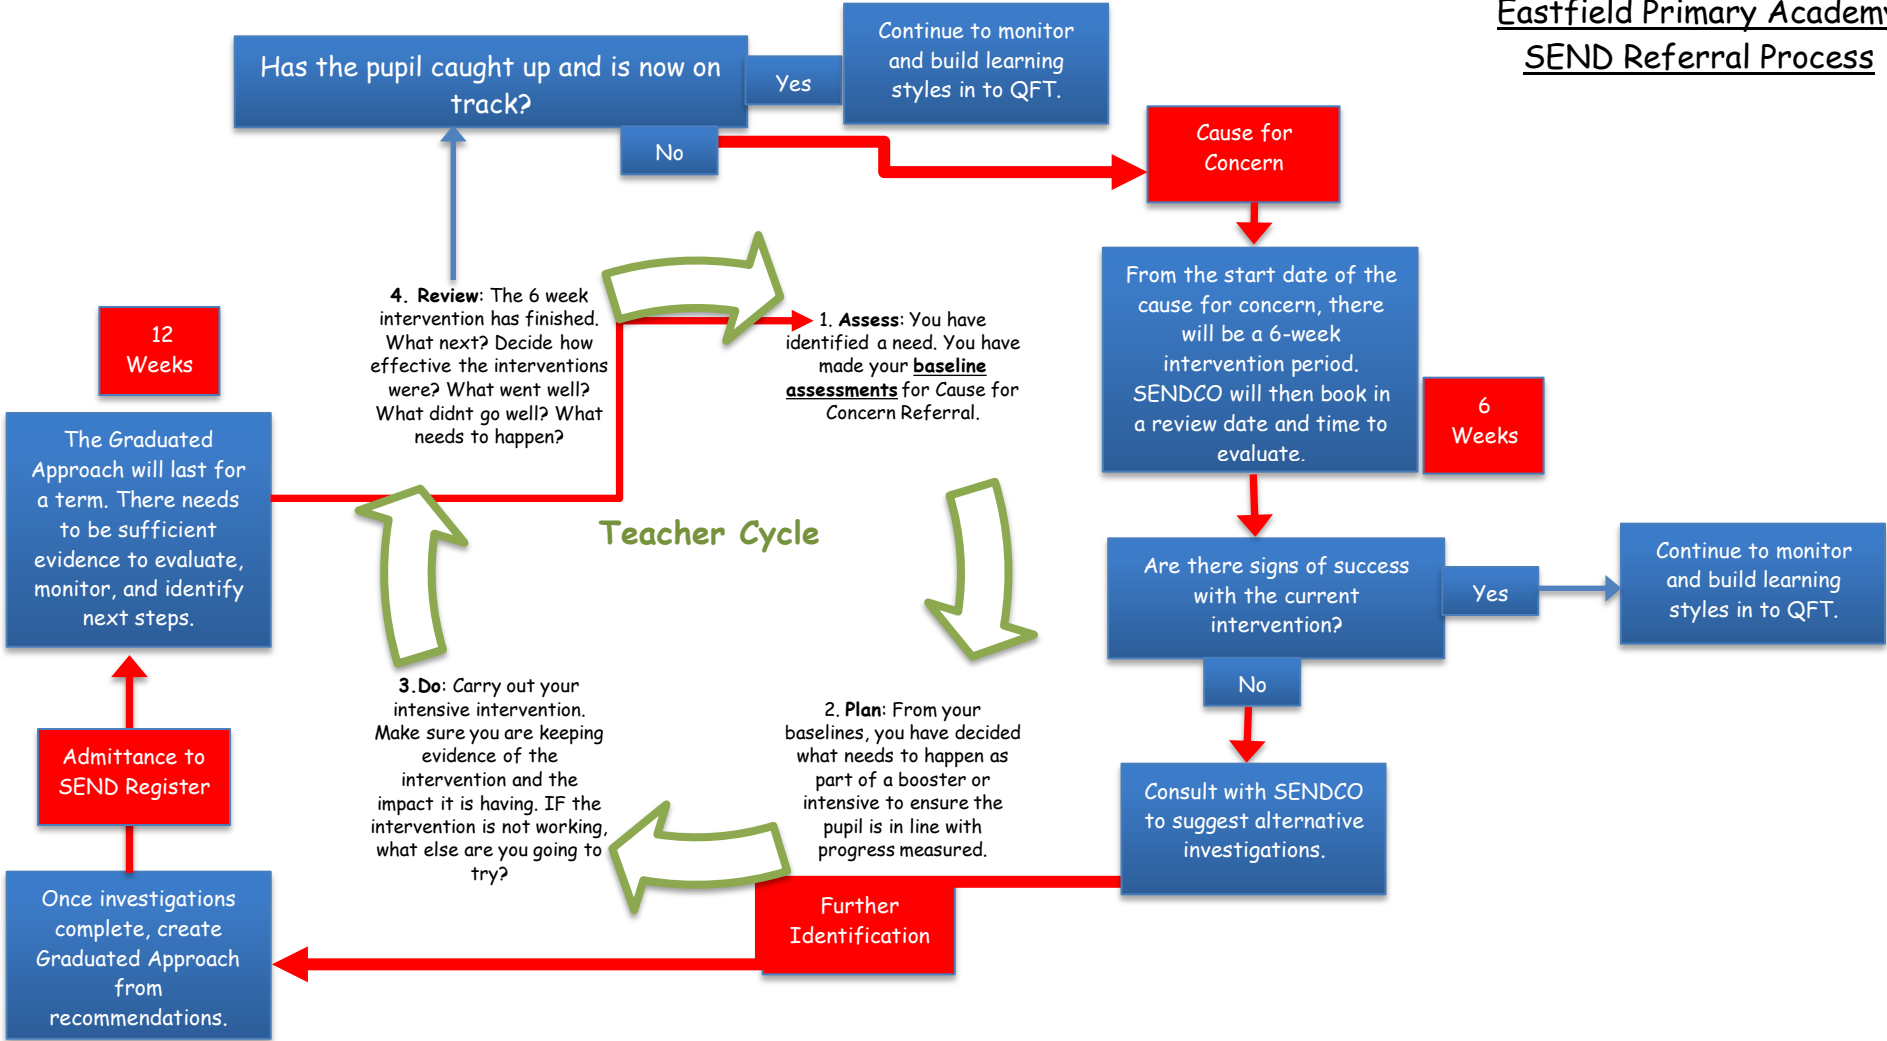 Eastfield Primary Academy
SEND Referral Process
Has the pupil caught up and is now on
track?
Yes
Continue to monitor
and build learning
styles in to QFT.
No
Cause for
Concern
From the start date of the
cause for concern, there
will be a 6-week
intervention period.
SENDCO will then book in
a review date and time to
evaluate.
6
Weeks
Are there signs of success
with the current
intervention?
Yes
Continue to monitor
and build learning
styles in to QFT.
No
Consult with SENDCO
to suggest alternative
investigations.
Further
Identification
Once investigations
complete, create
Graduated Approach
from
recommendations.
Admittance to
SEND Register
The Graduated
Approach will last for
a term. There needs
to be sufficient
evidence to evaluate,
monitor, and identify
next steps.
12
Weeks
Teacher Cycle
1. Assess: You have
identified a need. You have
made your baseline
assessments for Cause for
Concern Referral.
2. Plan: From your
baselines, you have decided
what needs to happen as
part of a booster or
intensive to ensure the
pupil is in line with
progress measured.
3.Do: Carry out your
intensive intervention.
Make sure you are keeping
evidence of the
intervention and the
impact it is having. IF the
intervention is not working,
what else are you going to
try?
4. Review: The 6 week
intervention has finished.
What next? Decide how
effective the interventions
were? What went well?
What didnt go well? What
needs to happen?